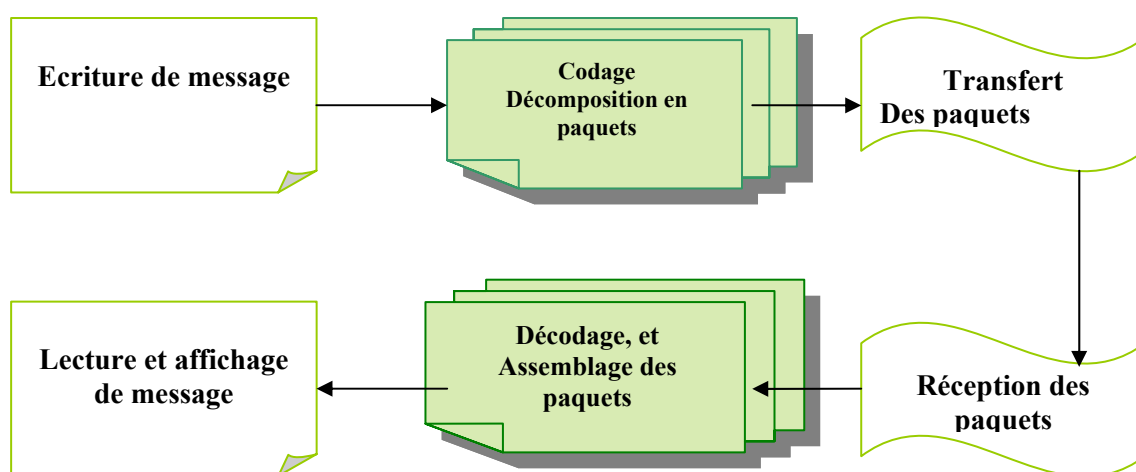 Ecriture de message
Codage
Décomposition en
paquets
Transfert
Des paquets
Réception des
paquets
Décodage, et
Assemblage des
paquets
Lecture et affichage
de message